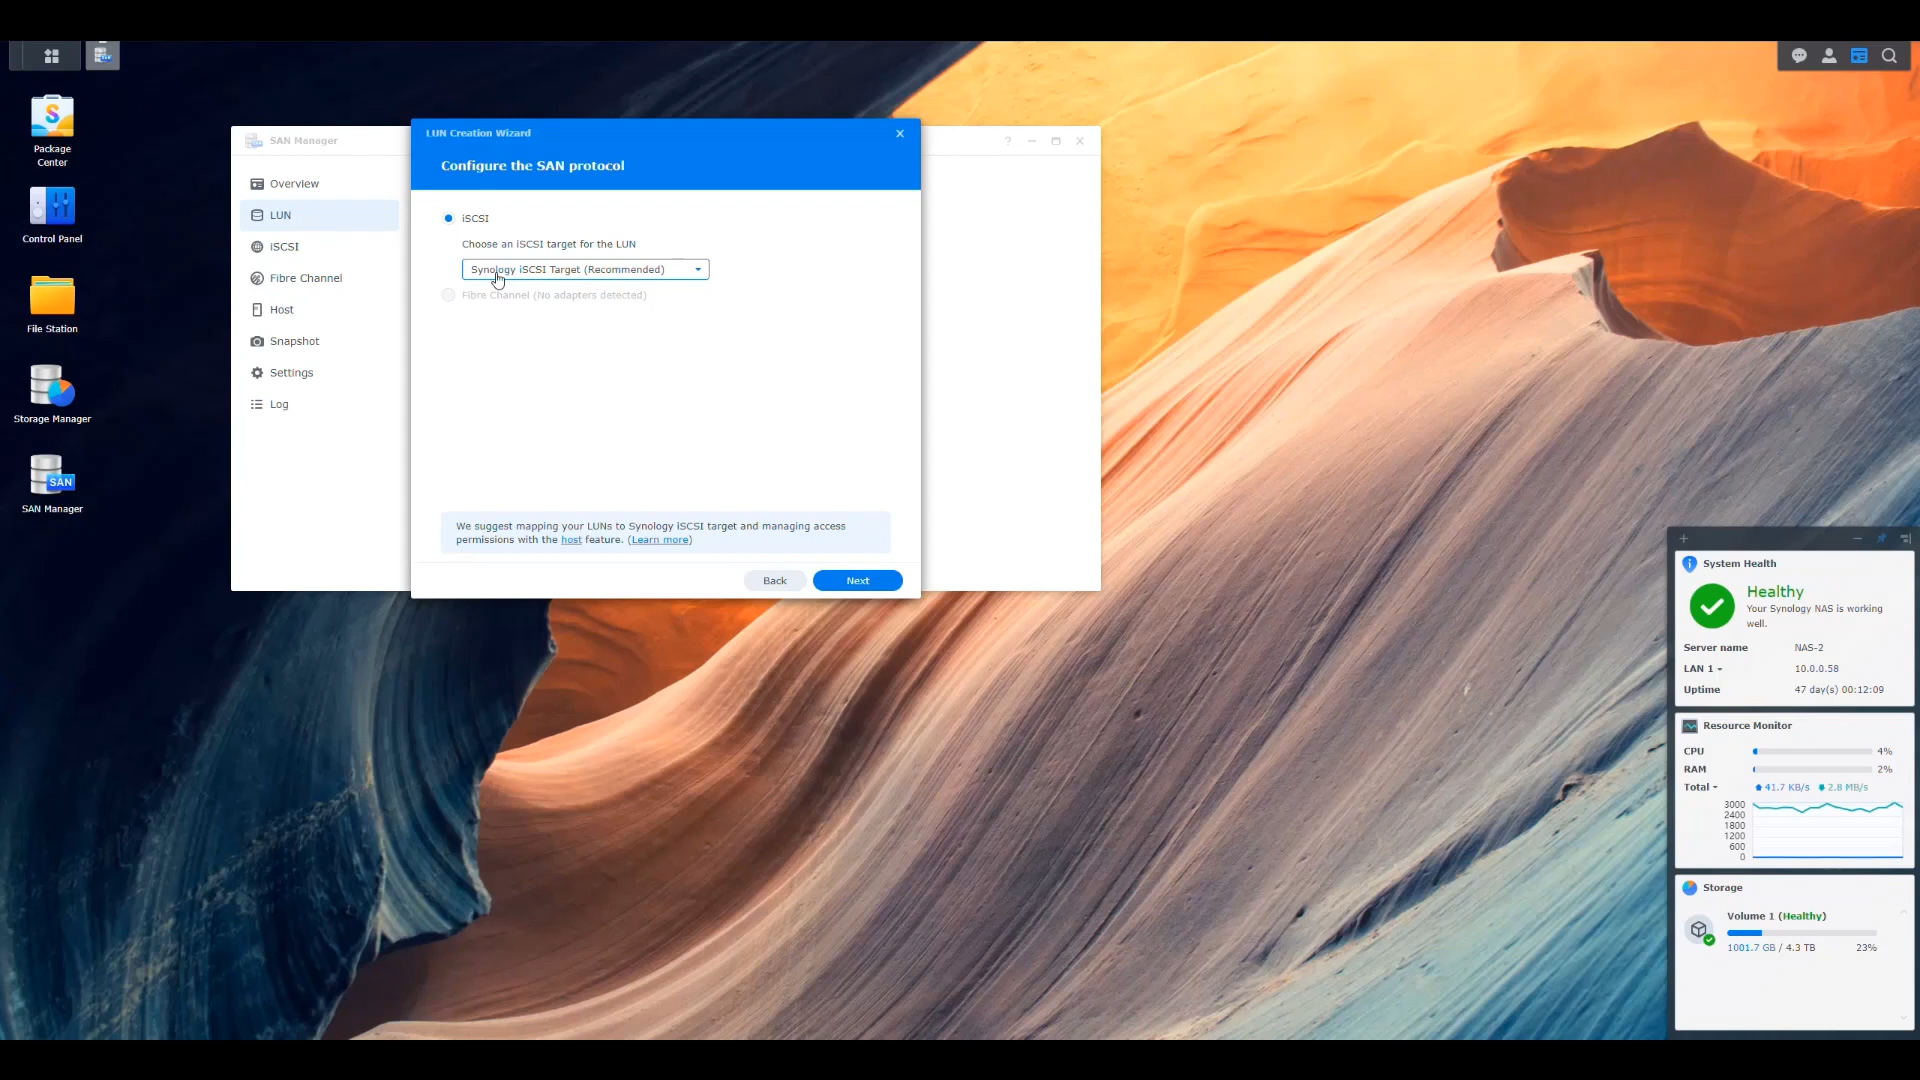 Package
Center
Control Panel
File Station
Storage Manager
SAN
SAN Manager
SAN Manager
Overview
LUN
iSCSI
Fibre Channel
Host
Snapshot
Settings
Log
LUN Creation Wizard
Configure the SAN protocol
iSCSI
Choose an iSCSI target for the LUN
Synology iSCSI Target (Recommended)
Fibre Channel (No adapters detected)
We suggest mapping your LUNs to Synology iSCSI target and managing access
permissions with the host feature. (Learn more)
Back
Next
System Health
Healthy
Your Synology NAS is working
well.
Server name NAS-2
LAN 1 10.0.0.58
Uptime 47 day(s) 00:12:09
Resource Monitor
CPU 4%
RAM 2%
Total 41.7 KB/s 2.8 MB/s
3000
2400
1800
1200
600
0
Storage
Volume 1 (Healthy)
1001.7 GB / 4.3 TB 23%